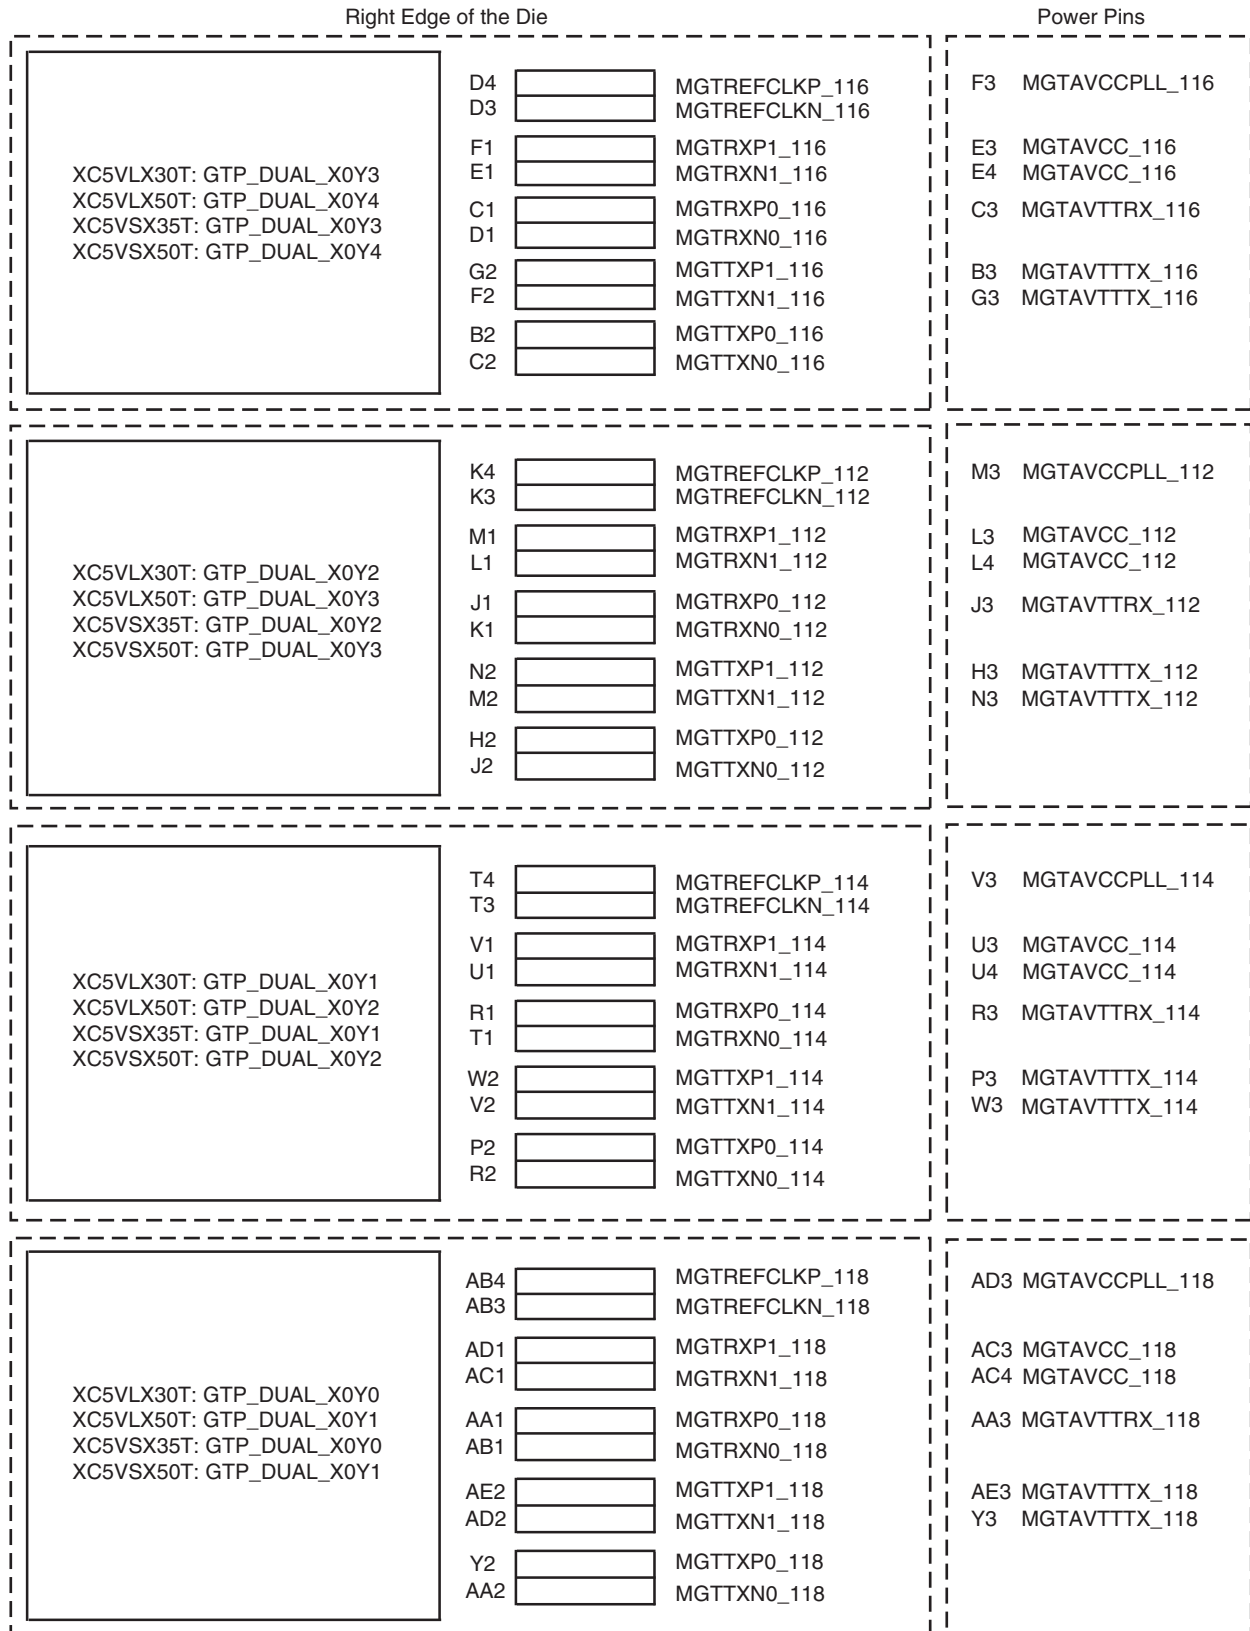 Right Edge of the Die
Power Pins
XC5VLX30T: GTP_DUAL_X0Y3
XC5VLX50T: GTP_DUAL_X0Y4
XC5VSX35T: GTP_DUAL_X0Y3
XC5VSX50T: GTP_DUAL_X0Y4
D4 MGTREFCLKP_116
D3 MGTREFCLKN_116
F1 MGTRXP1_116
E1 MGTRXN1_116
C1 MGTRXP0_116
D1 MGTRXN0_116
G2 MGTTXP1_116
F2 MGTTXN1_116
B2 MGTTXP0_116
C2 MGTTXN0_116
F3 MGTAVCCPLL_116
E3 MGTAVCC_116
E4 MGTAVCC_116
C3 MGTAVTTRX_116
B3 MGTAVTTTX_116
G3 MGTAVTTTX_116
XC5VLX30T: GTP_DUAL_X0Y2
XC5VLX50T: GTP_DUAL_X0Y3
XC5VSX35T: GTP_DUAL_X0Y2
XC5VSX50T: GTP_DUAL_X0Y3
K4 MGTREFCLKP_112
K3 MGTREFCLKN_112
M1 MGTRXP1_112
L1 MGTRXN1_112
J1 MGTRXP0_112
K1 MGTRXN0_112
N2 MGTTXP1_112
M2 MGTTXN1_112
H2 MGTTXP0_112
J2 MGTTXN0_112
M3 MGTAVCCPLL_112
L3 MGTAVCC_112
L4 MGTAVCC_112
J3 MGTAVTTRX_112
H3 MGTAVTTTX_112
N3 MGTAVTTTX_112
XC5VLX30T: GTP_DUAL_X0Y1
XC5VLX50T: GTP_DUAL_X0Y2
XC5VSX35T: GTP_DUAL_X0Y1
XC5VSX50T: GTP_DUAL_X0Y2
T4 MGTREFCLKP_114
T3 MGTREFCLKN_114
V1 MGTRXP1_114
U1 MGTRXN1_114
R1 MGTRXP0_114
T1 MGTRXN0_114
W2 MGTTXP1_114
V2 MGTTXN1_114
P2 MGTTXP0_114
R2 MGTTXN0_114
V3 MGTAVCCPLL_114
U3 MGTAVCC_114
U4 MGTAVCC_114
R3 MGTAVTTRX_114
P3 MGTAVTTTX_114
W3 MGTAVTTTX_114
XC5VLX30T: GTP_DUAL_X0Y0
XC5VLX50T: GTP_DUAL_X0Y1
XC5VSX35T: GTP_DUAL_X0Y0
XC5VSX50T: GTP_DUAL_X0Y1
AB4 MGTREFCLKP_118
AB3 MGTREFCLKN_118
AD1 MGTRXP1_118
AC1 MGTRXN1_118
AA1 MGTRXP0_118
AB1 MGTRXN0_118
AE2 MGTTXP1_118
AD2 MGTTXN1_118
Y2 MGTTXP0_118
AA2 MGTTXN0_118
AD3 MGTAVCCPLL_118
AC3 MGTAVCC_118
AC4 MGTAVCC_118
AA3 MGTAVTTRX_118
AE3 MGTAVTTTX_118
Y3 MGTAVTTTX_118